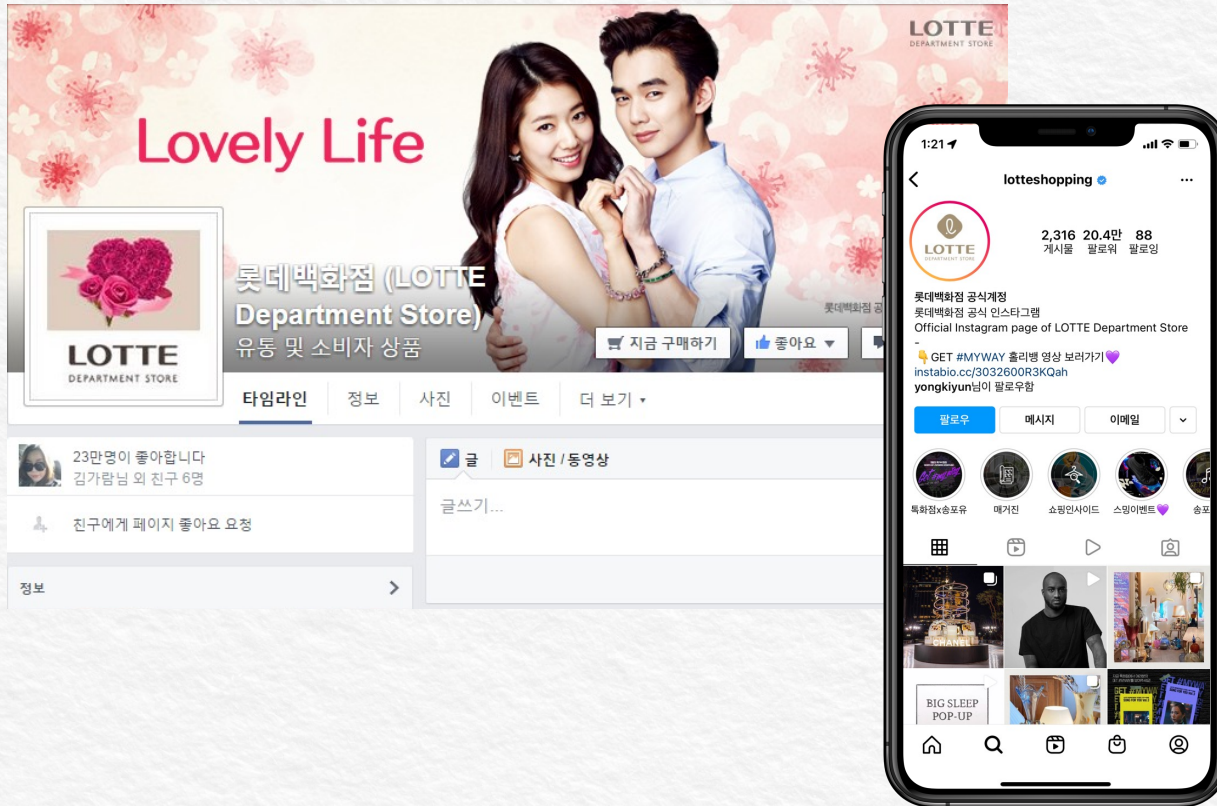 LOTTE
DEPARTMENT STORE
Lovely Life
LOTTE
DEPARTMENT STORE
롯데백화점 (LOTTE
Department Store)
유통 및 소비자 상품
롯데백화점 공
지금 구매하기
좋아요
타임라인
정보
사진
이벤트
더 보기
23만명이 좋아합니다
김가람님 외 친구 6명
친구에게 페이지 좋아요 요청
정보
글
사진 / 동영상
글쓰기...
1:21
lotteshopping
...
LOTTE
DEPARTMENT STORE
2,316 20.4만 88
게시물 팔로워 팔로잉
롯데백화점 공식계정
롯데백화점 공식 인스타그램
Official Instagram page of LOTTE Department Store
-
👇GET #MYWAY 홀리뱅 영상 보러가기💜
instabio.cc/3032600R3KQah
yongkiyun님이 팔로우함
팔로우
메시지
이메일
톡화점x송포유
매거진
쇼핑인사이드
스밍이벤트💜
송포
CHANEL
BIG SLEEP
POP-UP